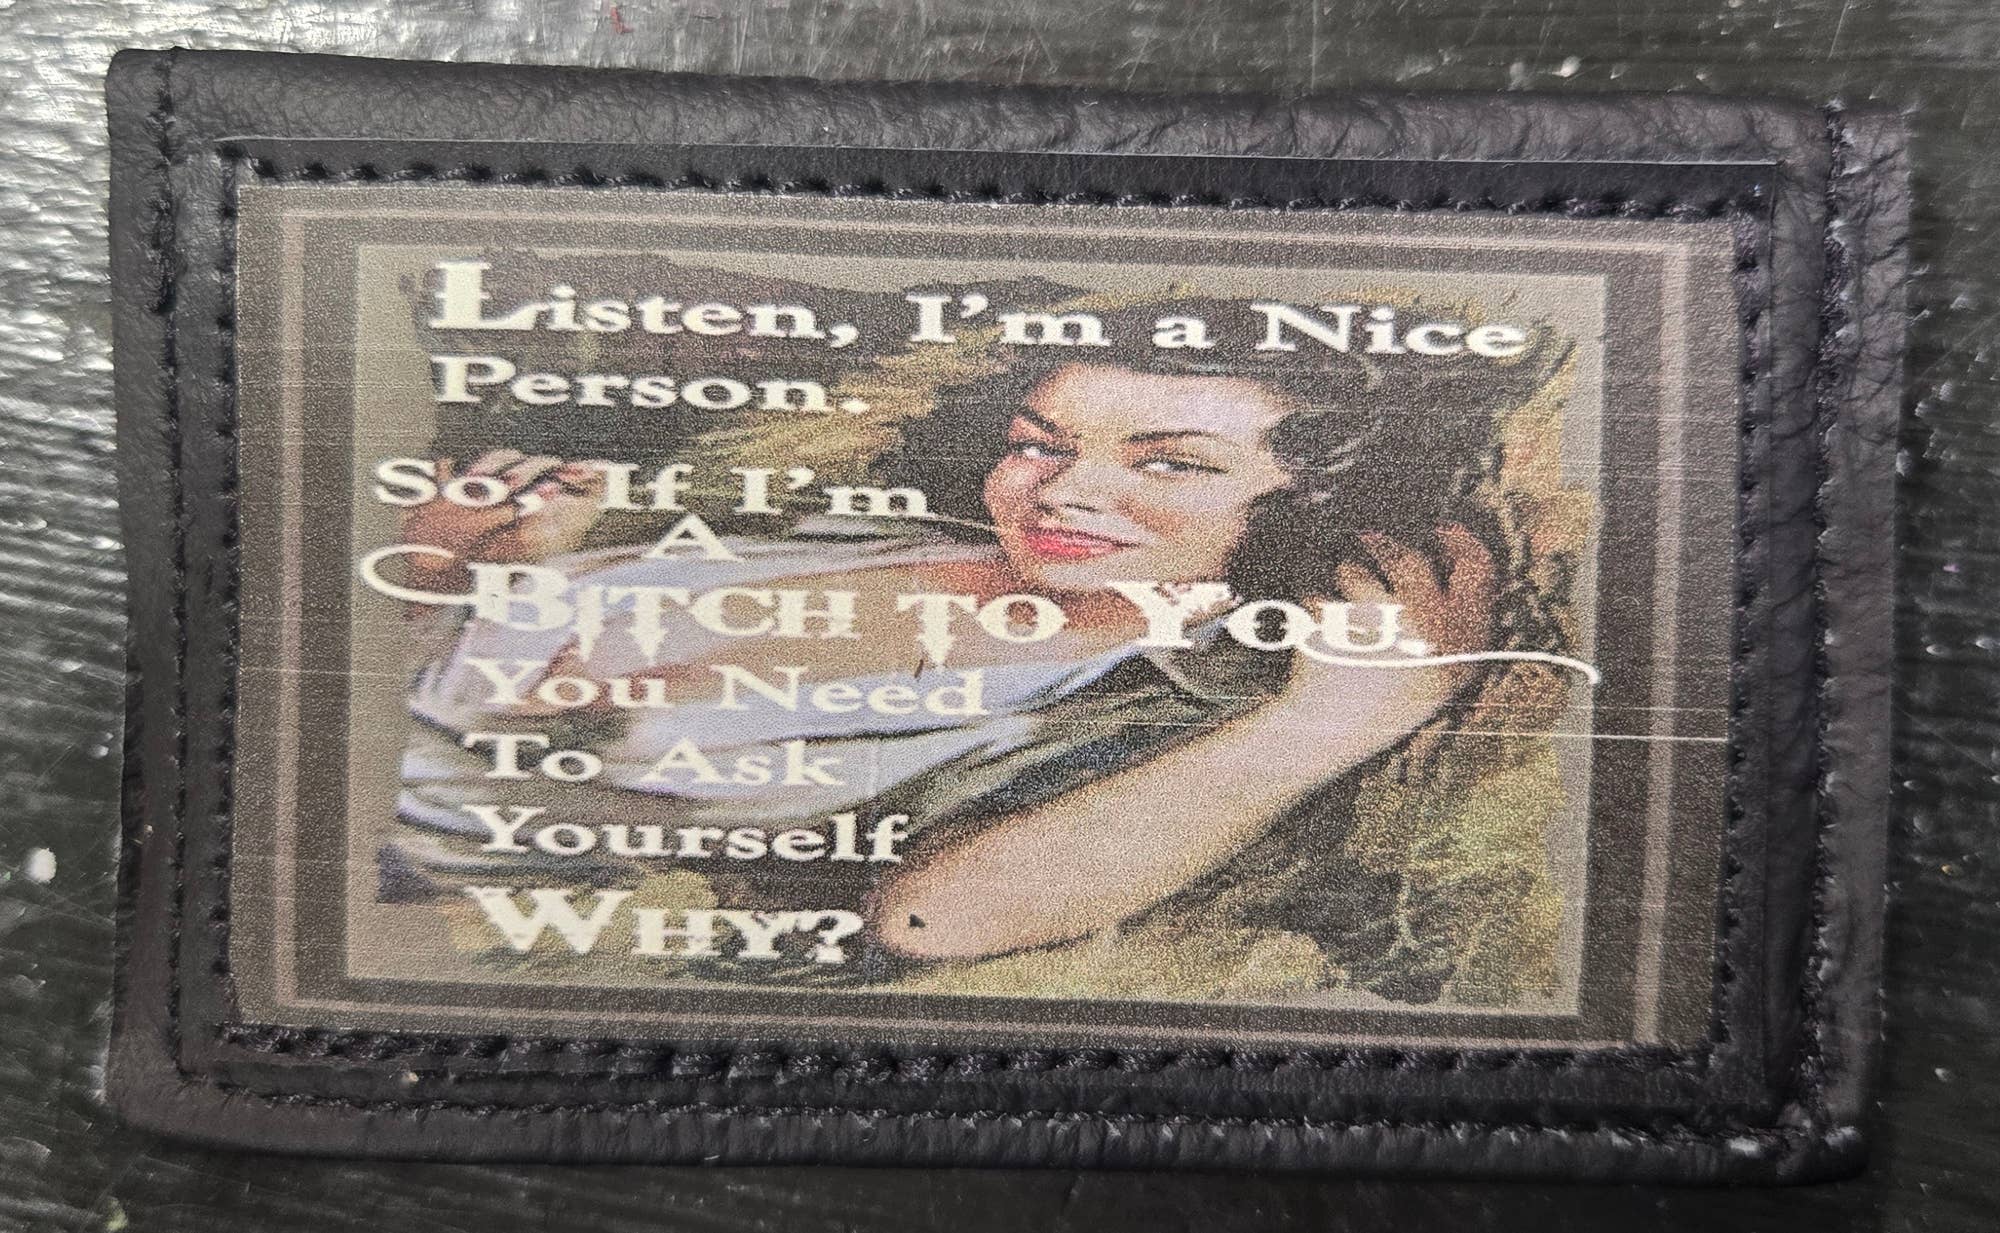 Listen, I'm a Nice
Person.
So, If I'm
A
Bitch to You.
You Need
To Ask
Yourself
Why?